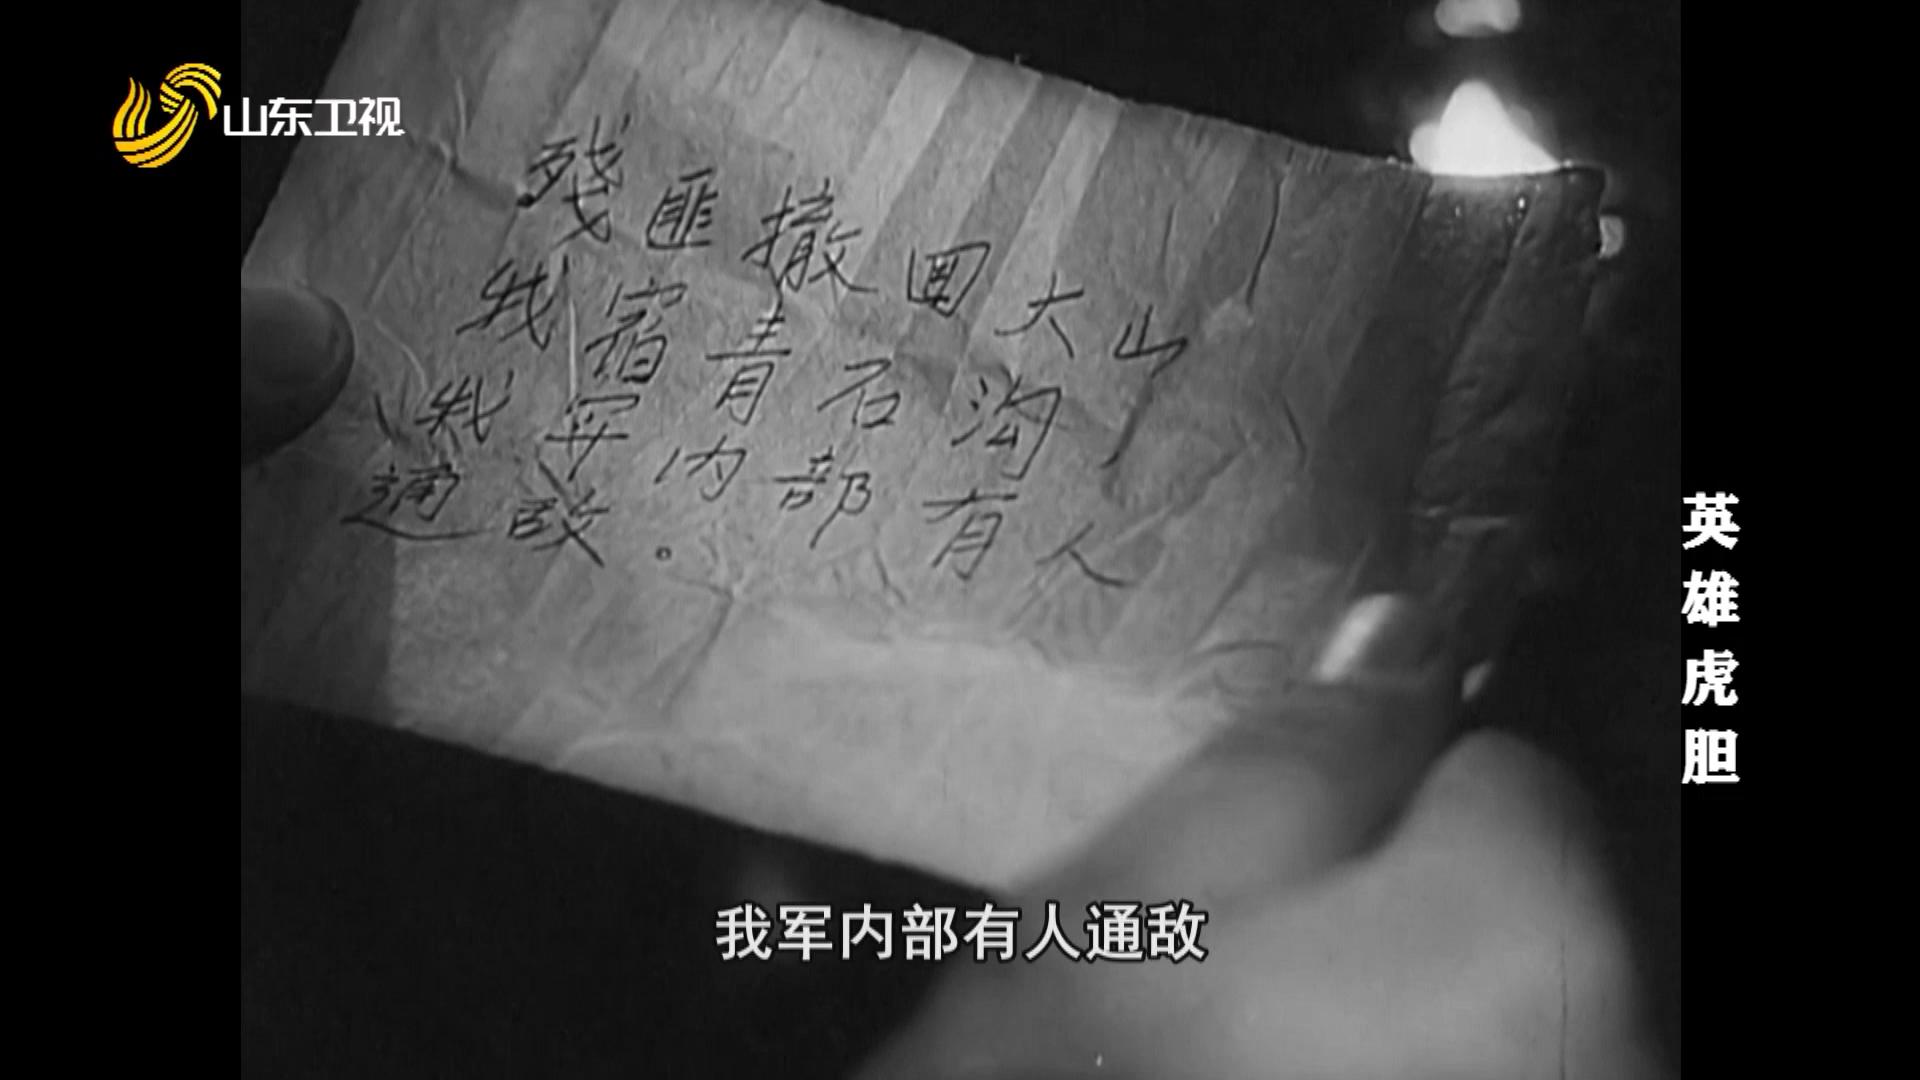 山东卫视
残匪撤回大山
我宿青石沟
我军内部有人
通敌。
英雄虎胆
我军内部有人通敌